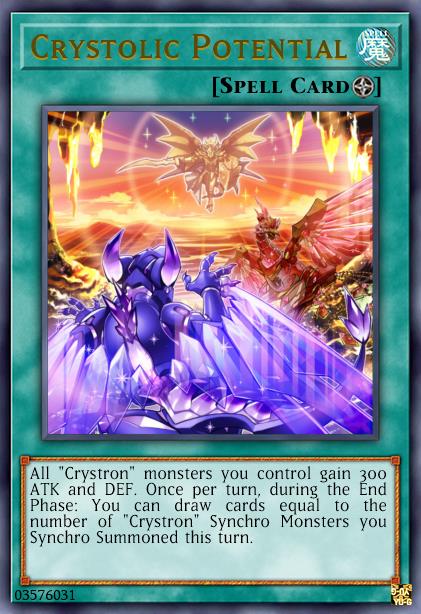 Crystolic Potential
SPELL
魔
[Spell Card]
All "Crystron" monsters you control gain 300
ATK and DEF. Once per turn, during the End
Phase: You can draw cards equal to the
number of "Crystron" Synchro Monsters you
Synchro Summoned this turn.
03576031